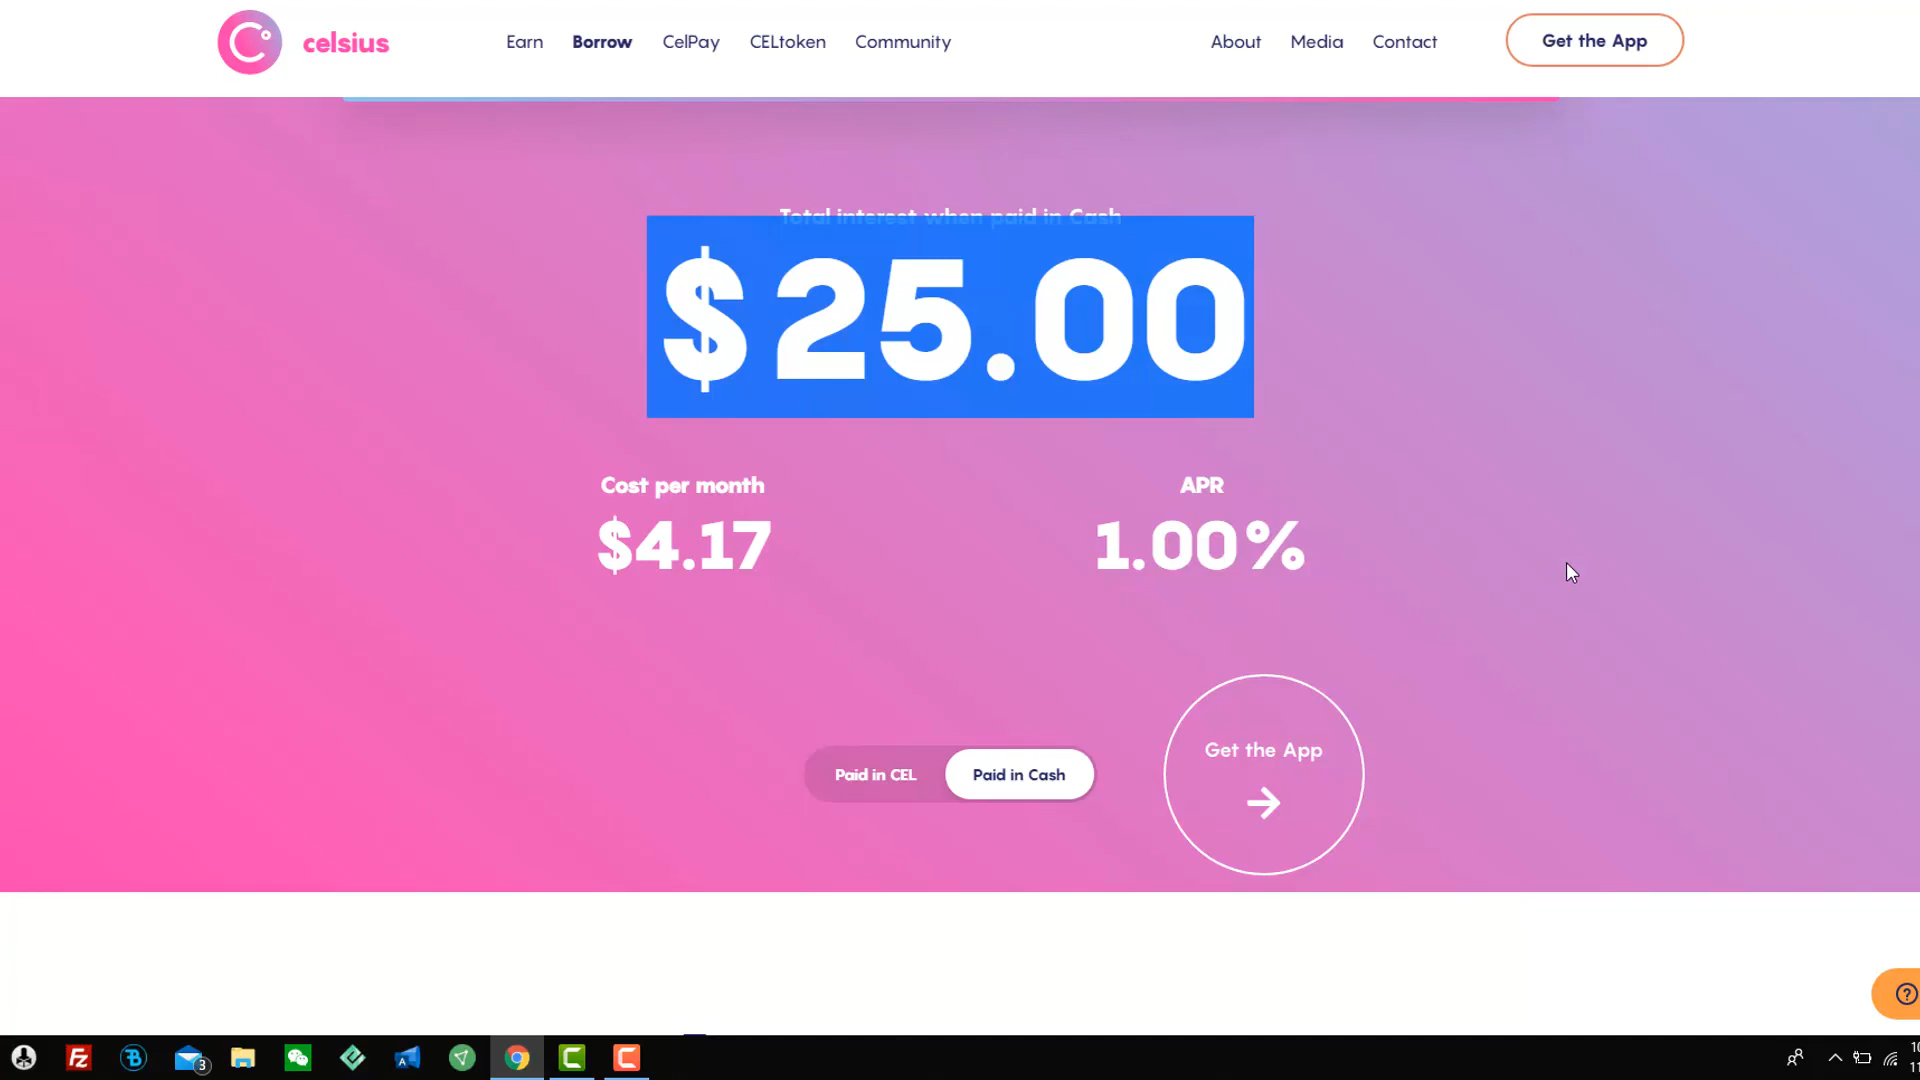 celsius
Earn Borrow CelPay CELtoken Community About Media Contact Get the App
Total interest when paid in Cash
$25.00
Cost per month APR
$4.17 1.00%
Get the App
Paid in CEL Paid in Cash
3